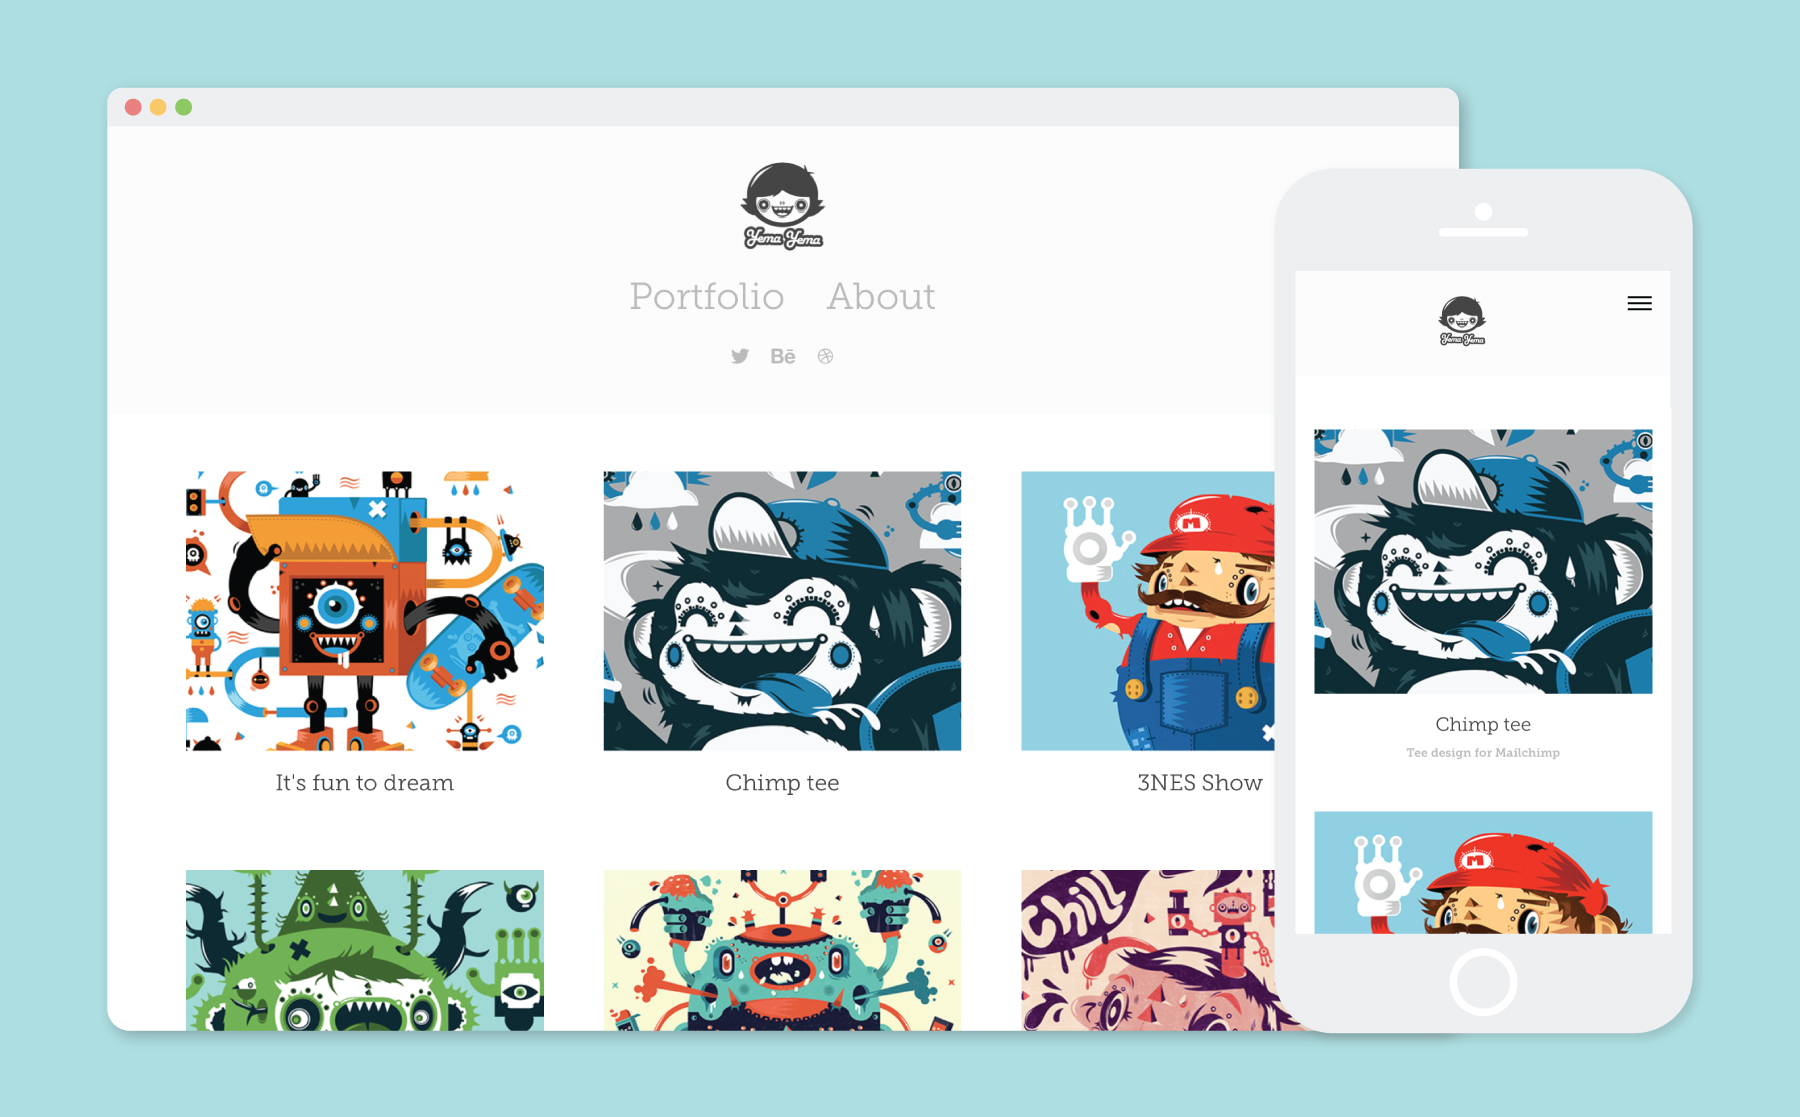 Yema Yema
Portfolio About
Bē
M
It's fun to dream
Chimp tee
3NES Show
Chill
Yema Yema
Chimp tee
Tee design for Mailchimp
M